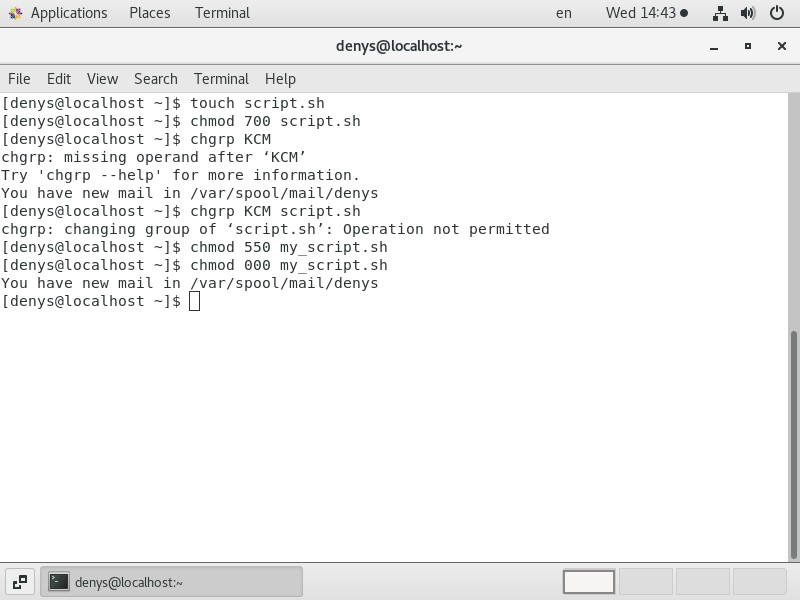 Applications Places Terminal en Wed 14:43
denys@localhost:~
File Edit View Search Terminal Help
[denys@localhost ~]$ touch script.sh
[denys@localhost ~]$ chmod 700 script.sh
[denys@localhost ~]$ chgrp KCM
chgrp: missing operand after ‘KCM’
Try 'chgrp --help' for more information.
You have new mail in /var/spool/mail/denys
[denys@localhost ~]$ chgrp KCM script.sh
chgrp: changing group of ‘script.sh’: Operation not permitted
[denys@localhost ~]$ chmod 550 my_script.sh
[denys@localhost ~]$ chmod 000 my_script.sh
You have new mail in /var/spool/mail/denys
[denys@localhost ~]$
denys@localhost:~